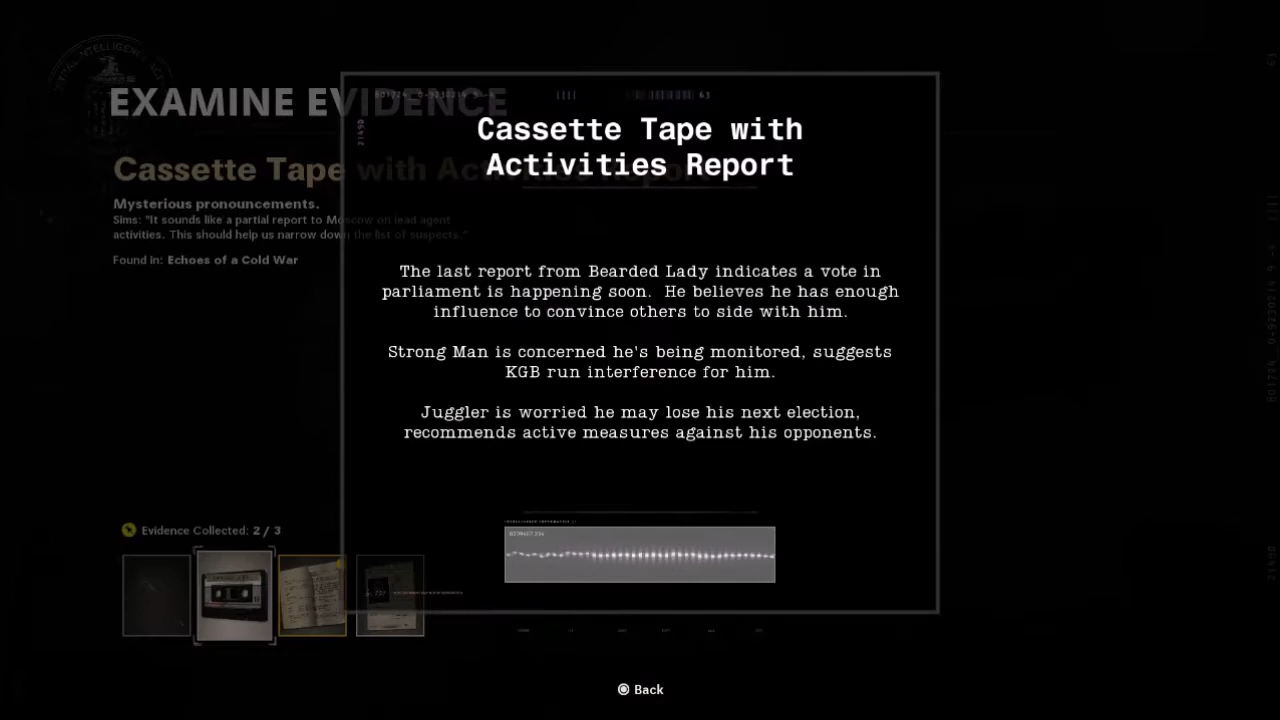 EXAMINE EVIDENCE
63
Cassette Tape with
Activities Report
Cassette Tape with Activities Report
Mysterious pronouncements.
Sims: "It sounds like a partial report to Moscow on lead agent
activities. This should help us narrow down the list of suspects."
Found in: Echoes of a Cold War
The last report from Bearded Lady indicates a vote in
parliament is happening soon. He believes he has enough
influence to convince others to side with him.
Strong Man is concerned he's being monitored, suggests
KGB run interference for him.
Juggler is worried he may lose his next election,
recommends active measures against his opponents.
Evidence Collected: 2 / 3
Back